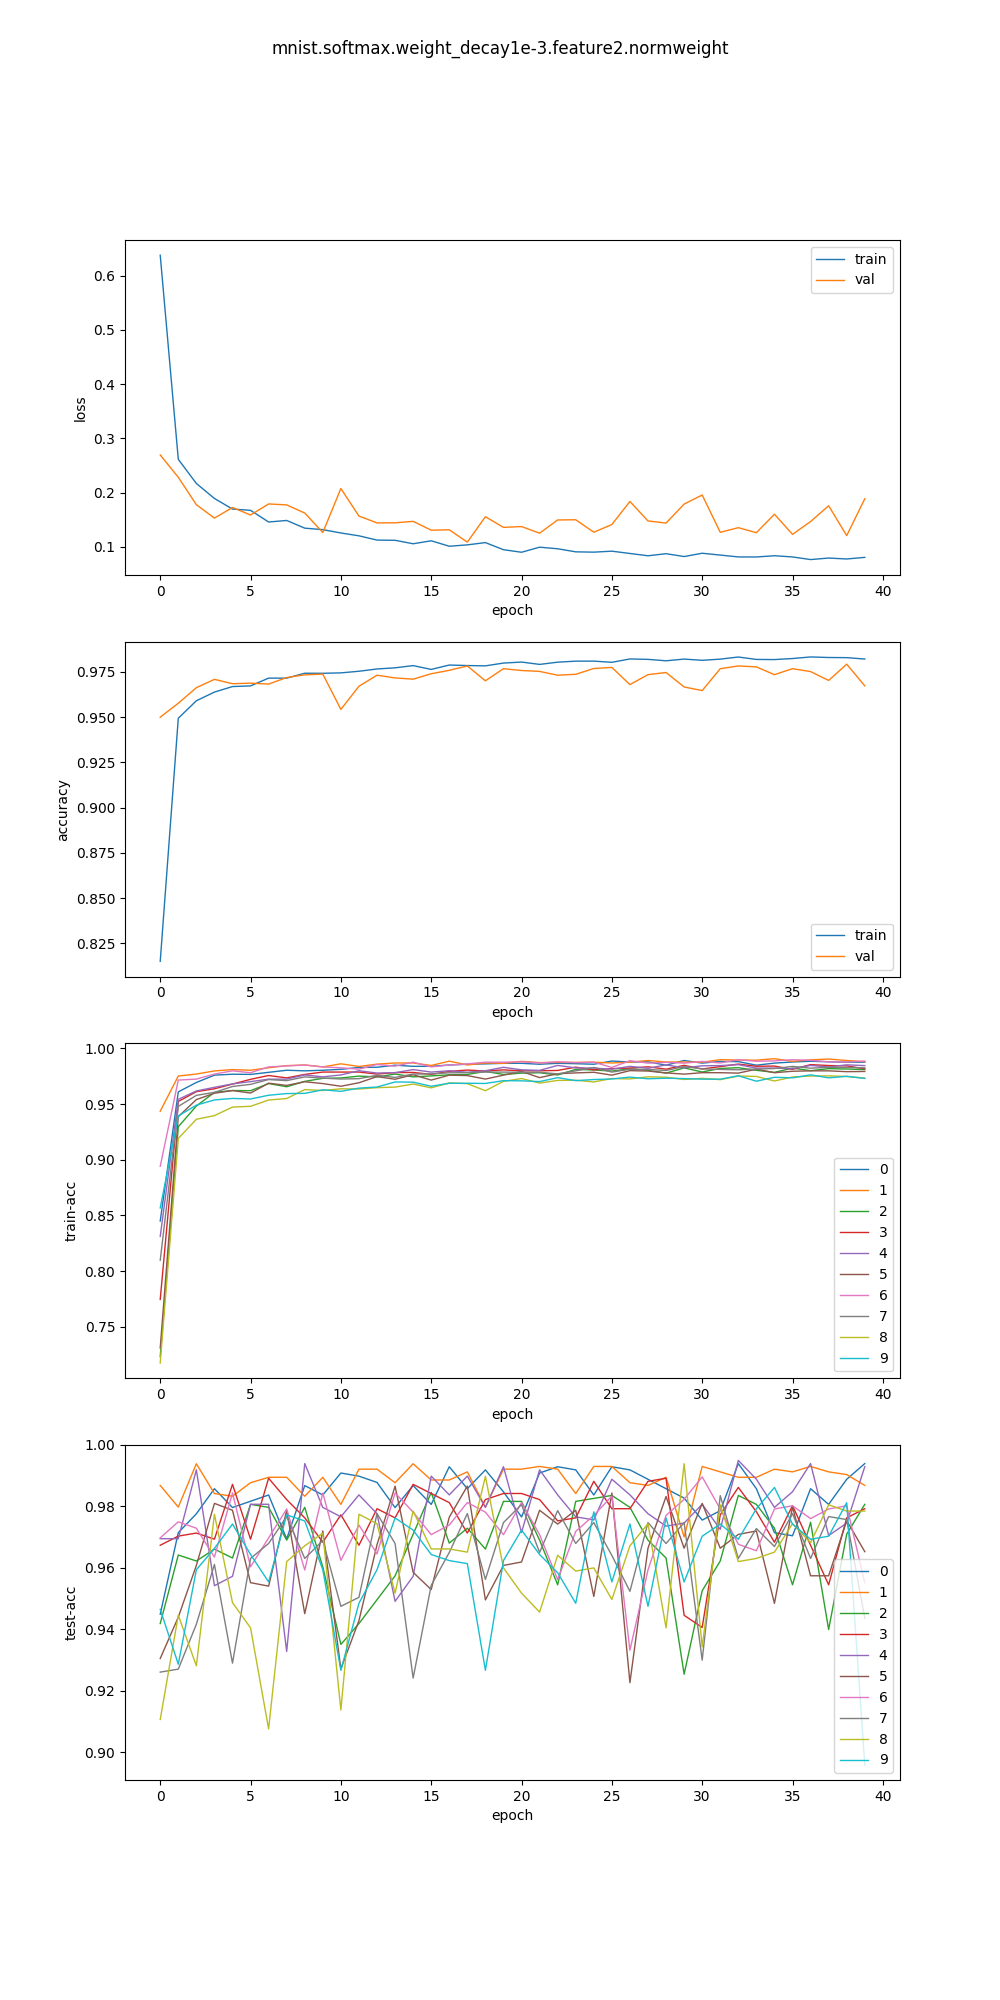 mnist.softmax.weight_decay1e-3.feature2.normweight
train
val
0.6
0.5
0.4
0.3
0.2
0.1
loss
0 5 10 15 20 25 30 35 40
epoch
0.975
0.950
0.925
0.900
0.875
0.850
0.825
accuracy
train
val
0 5 10 15 20 25 30 35 40
epoch
1.00
0.95
0.90
0.85
0.80
0.75
train-acc
0
1
2
3
4
5
6
7
8
9
0 5 10 15 20 25 30 35 40
epoch
1.00
0.98
0.96
0.94
0.92
0.90
test-acc
0
1
2
3
4
5
6
7
8
9
0 5 10 15 20 25 30 35 40
epoch